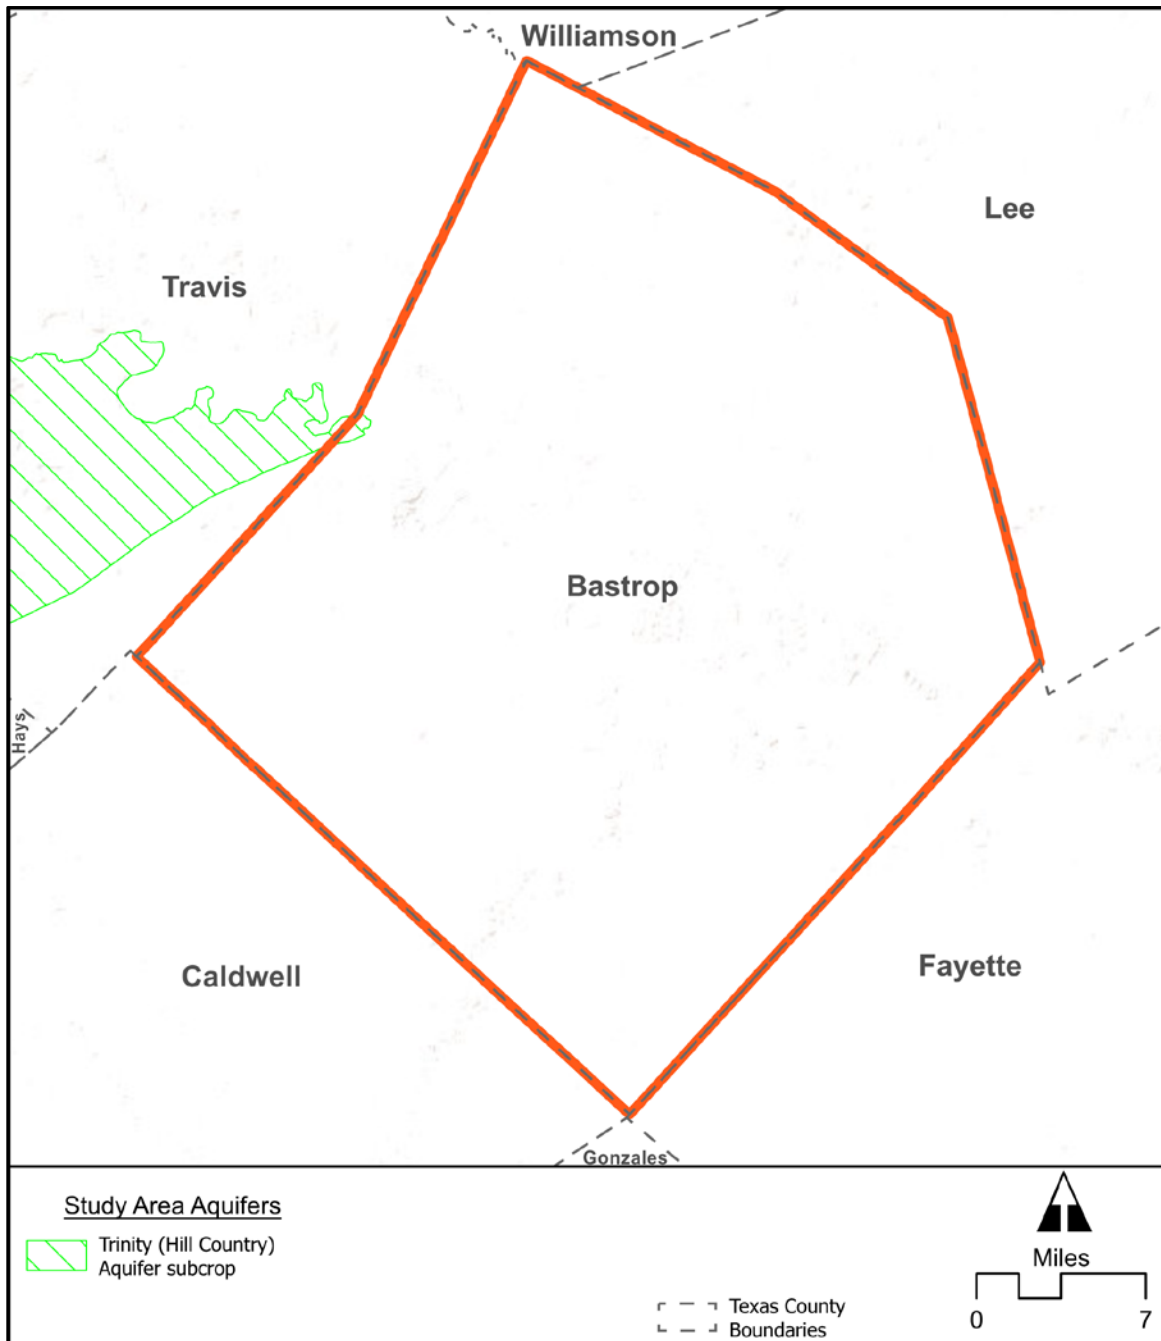 Williamson
Lee
Travis
Bastrop
Hays
Caldwell
Fayette
Gonzales
Study Area Aquifers
Trinity (Hill Country)
Aquifer subcrop
Miles
0 7
Texas County
Boundaries